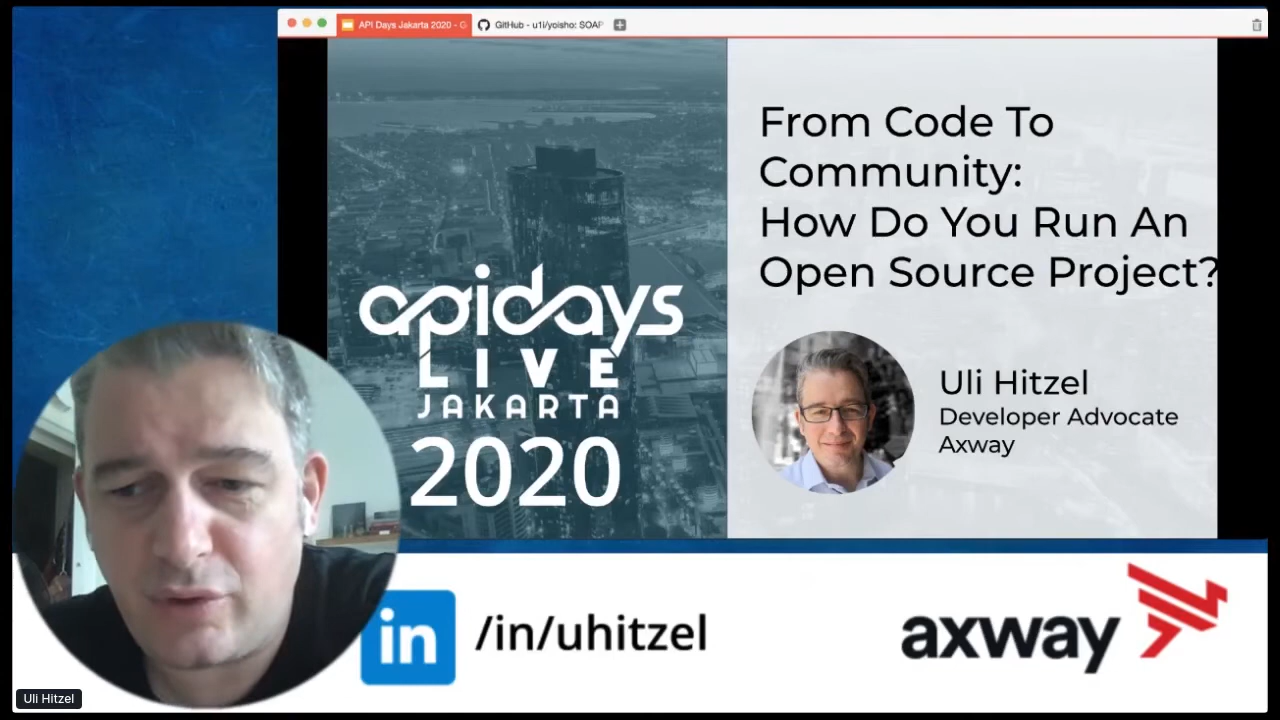 API Days Jakarta 2020 - G
GitHub - u1i/yoisho: SOAP
From Code To
Community:
How Do You Run An
Open Source Project?
apidays
LIVE
JAKARTA
2020
Uli Hitzel
Developer Advocate
Axway
in
/in/uhitzel
axway
Uli Hitzel